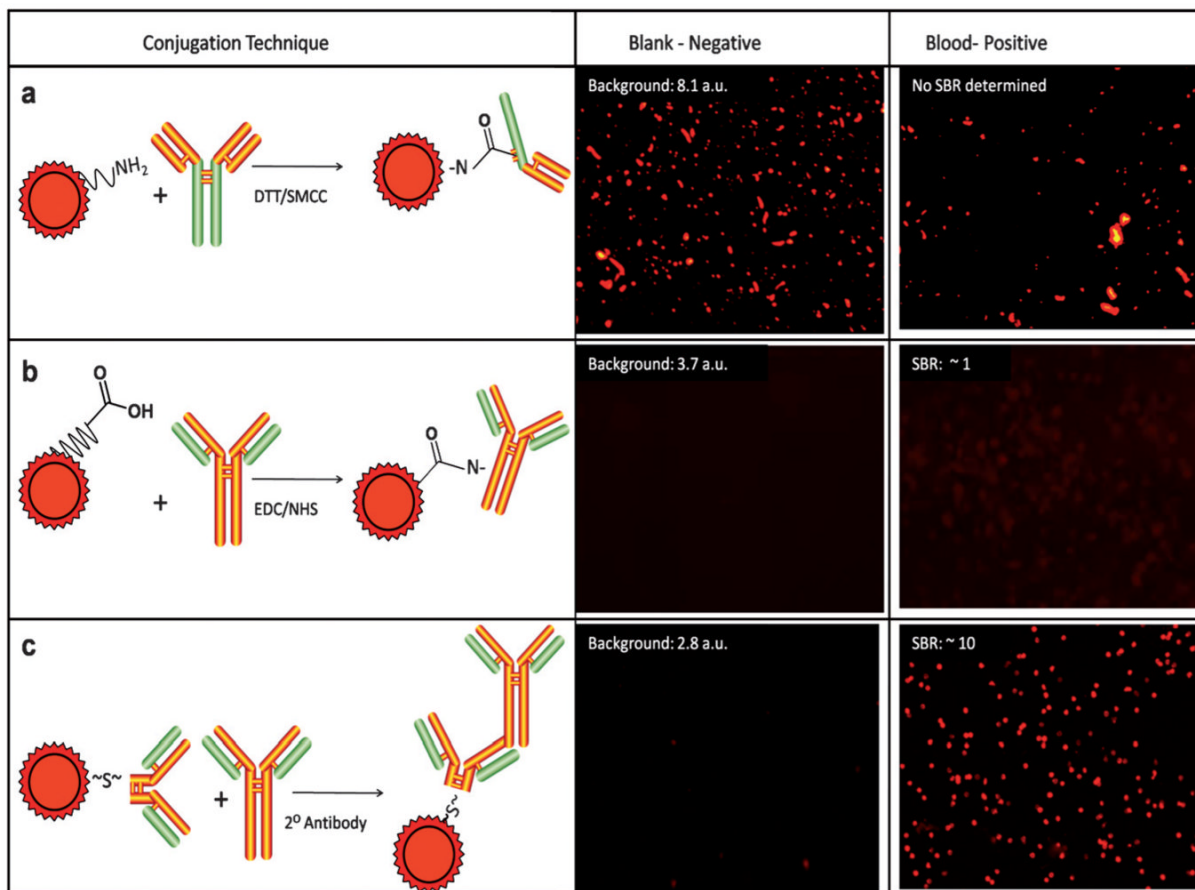 Conjugation Technique
Blank - Negative
Blood- Positive
a
NH2
+
DTT/SMCC
O
-N
Background: 8.1 a.u.
No SBR determined
b
O
OH
+
EDC/NHS
O
N-
Background: 3.7 a.u.
SBR: ~ 1
c
~S~
+
2º Antibody
~S~
Background: 2.8 a.u.
SBR: ~ 10